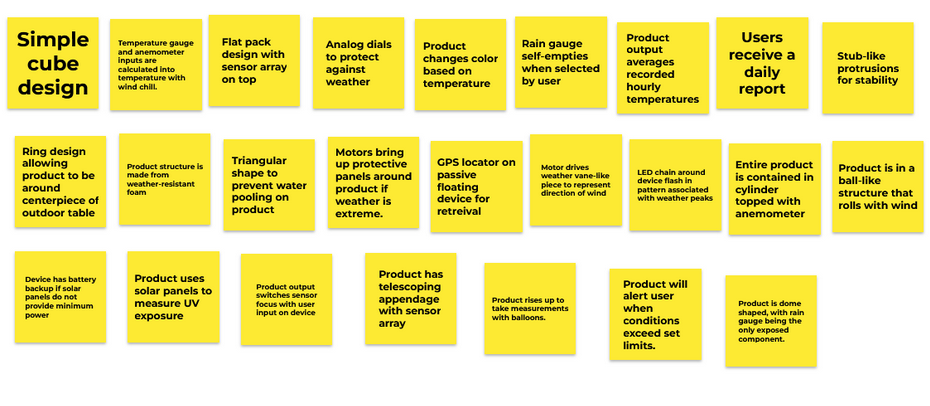 Simple
cube
design
Temperature gauge
and anemometer
inputs are
calculated into
temperature with
wind chill.
Flat pack
design with
sensor array
on top
Analog dials
to protect
against
weather
Product
changes color
based on
temperature
Rain gauge
self-empties
when selected
by user
Product
output
averages
recorded
hourly
temperatures
Users
receive a
daily
report
Stub-like
protrusions
for stability
Ring design
allowing
product to be
around
centerpiece of
outdoor table
Product structure is
made from
weather-resistant
foam
Triangular
shape to
prevent water
pooling on
product
Motors bring
up protective
panels around
product if
weather is
extreme.
GPS locator on
passive
floating
device for
retreival
Motor drives
weather vane-like
piece to represent
direction of wind
LED chain around
device flash in
pattern associated
with weather peaks
Entire product
is contained in
cylinder
topped with
anemometer
Product is in a
ball-like
structure that
rolls with wind
Device has battery
backup if solar
panels do not
provide minimum
power
Product uses
solar panels to
measure UV
exposure
Product output
switches sensor
focus with user
input on device
Product has
telescoping
appendage
with sensor
array
Product rises up to
take measurements
with balloons.
Product will
alert user
when
conditions
exceed set
limits.
Product is dome
shaped, with rain
gauge being the
only exposed
component.